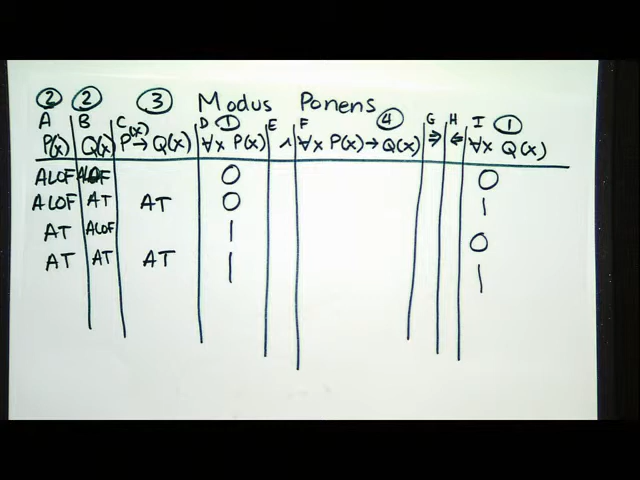 ② ② ③ Modus Ponens
A B C D ① E F ④ G H I ①
P(x) Q(x) P(x) → Q(x) ∀x P(x) ∧ ∀x P(x) → Q(x) ⇒ ⇐ ∀x Q(x)
ALOF ALOF 0 0
ALOF AT AT 0 1
AT ALOF 1 0
AT AT AT 1 1